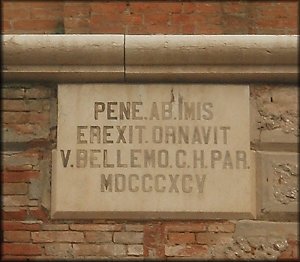 PENE.AB.IMIS
EREXIT.ORNAVIT
V.BELLEMO.C.H.PAR.
MDCCCXCV